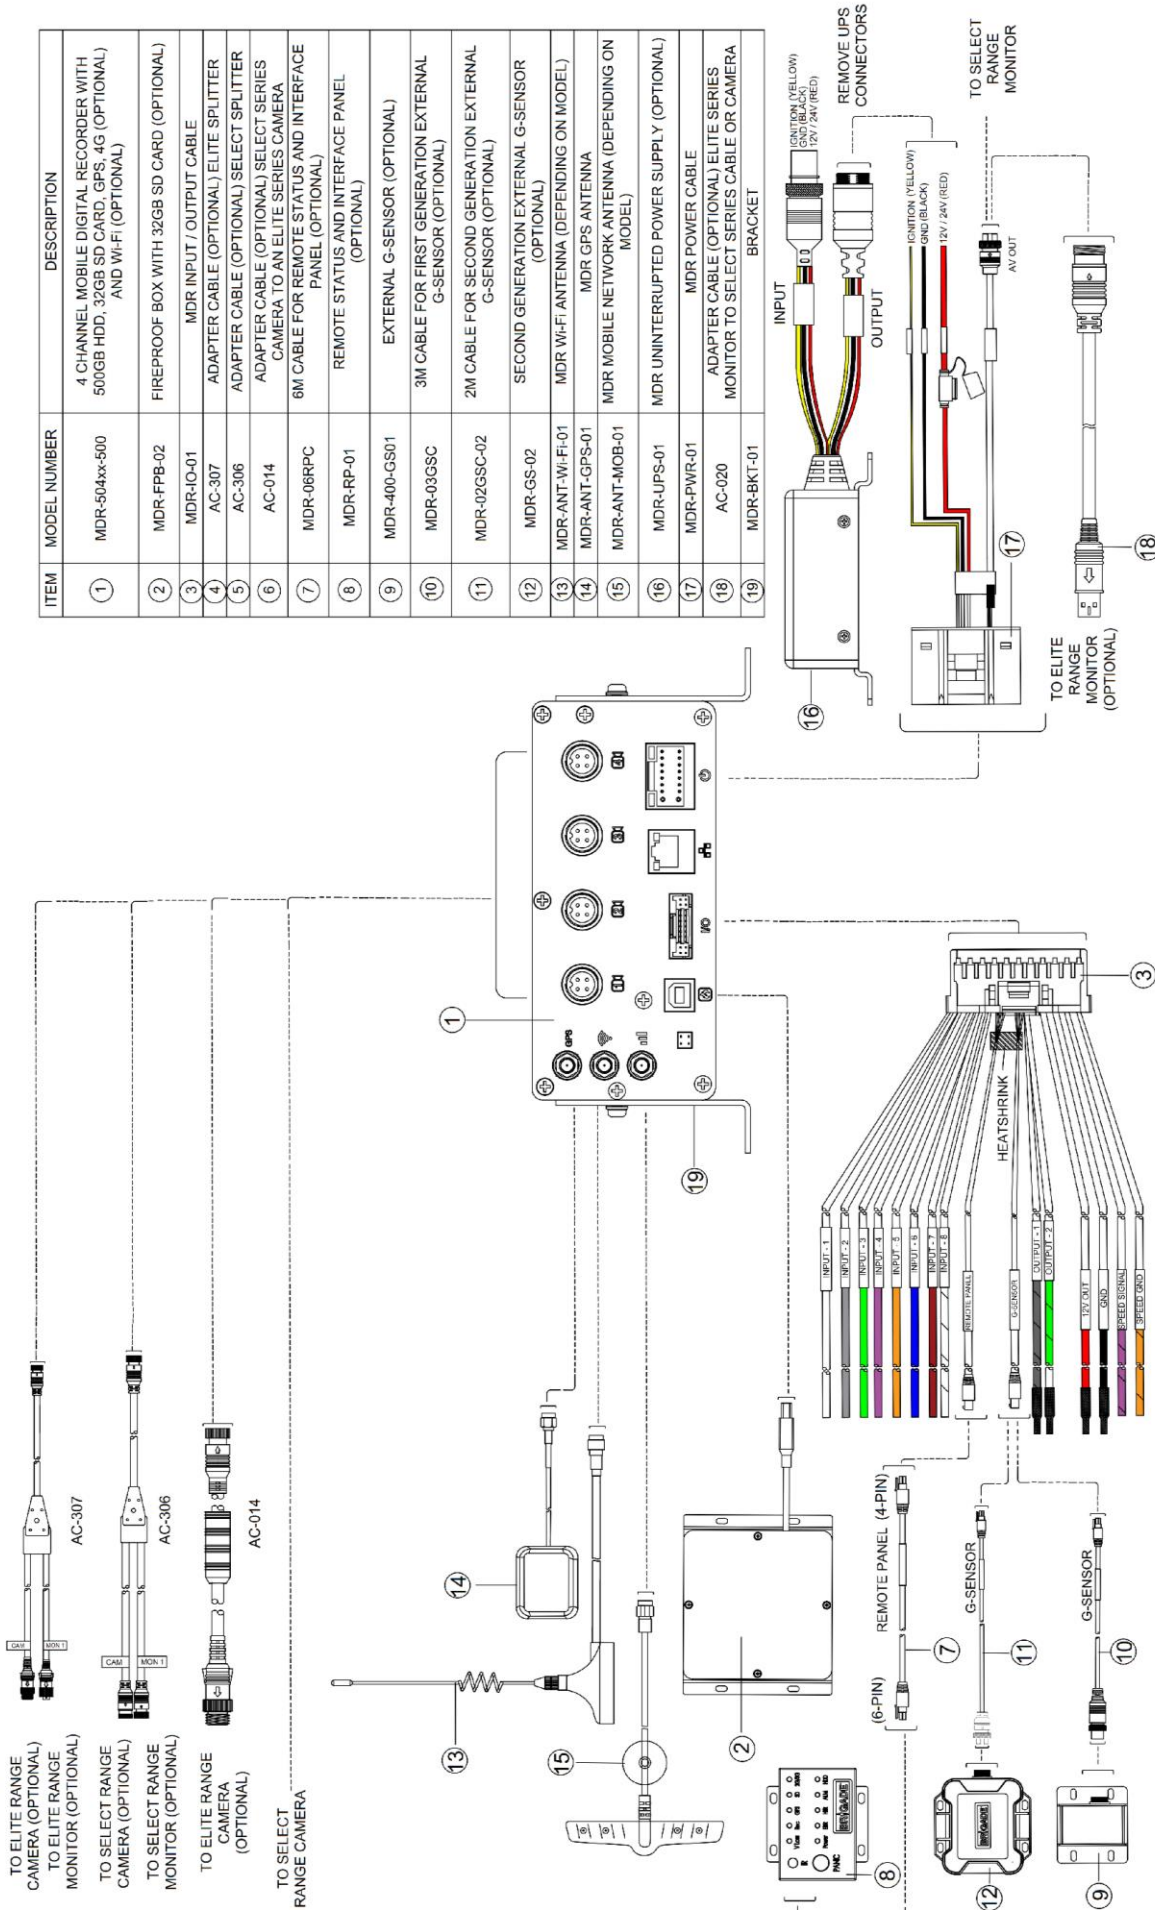 ITEM
MODEL NUMBER
DESCRIPTION
1
MDR-504xx-500
4 CHANNEL MOBILE DIGITAL RECORDER WITH
500GB HDD, 32GB SD CARD, GPS, 4G (OPTIONAL)
AND Wi-Fi (OPTIONAL)
2
MDR-FPB-02
FIREPROOF BOX WITH 32GB SD CARD (OPTIONAL)
3
MDR-IO-01
MDR INPUT / OUTPUT CABLE
4
AC-307
ADAPTER CABLE (OPTIONAL) ELITE SPLITTER
5
AC-306
ADAPTER CABLE (OPTIONAL) SELECT SPLITTER
6
AC-014
ADAPTER CABLE (OPTIONAL) SELECT SERIES
CAMERA TO AN ELITE SERIES CAMERA
7
MDR-06RPC
6M CABLE FOR REMOTE STATUS AND INTERFACE
PANEL (OPTIONAL)
8
MDR-RP-01
REMOTE STATUS AND INTERFACE PANEL
(OPTIONAL)
9
MDR-400-GS01
EXTERNAL G-SENSOR (OPTIONAL)
10
MDR-03GSC
3M CABLE FOR FIRST GENERATION EXTERNAL
G-SENSOR (OPTIONAL)
11
MDR-02GSC-02
2M CABLE FOR SECOND GENERATION EXTERNAL
G-SENSOR (OPTIONAL)
12
MDR-GS-02
SECOND GENERATION EXTERNAL G-SENSOR
(OPTIONAL)
13
MDR-ANT-Wi-Fi-01
MDR Wi-Fi ANTENNA (DEPENDING ON MODEL)
14
MDR-ANT-GPS-01
MDR GPS ANTENNA
15
MDR-ANT-MOB-01
MDR MOBILE NETWORK ANTENNA (DEPENDING ON
MODEL)
16
MDR-UPS-01
MDR UNINTERRUPTED POWER SUPPLY (OPTIONAL)
17
MDR-PWR-01
MDR POWER CABLE
18
AC-020
ADAPTER CABLE (OPTIONAL) ELITE SERIES
MONITOR TO SELECT SERIES CABLE OR CAMERA
19
MDR-BKT-01
BRACKET
TO ELITE RANGE
CAMERA (OPTIONAL)
TO ELITE RANGE
MONITOR (OPTIONAL)
CAM
MON 1
AC-307
TO SELECT RANGE
CAMERA (OPTIONAL)
TO SELECT RANGE
MONITOR (OPTIONAL)
CAM
MON 1
AC-306
TO ELITE RANGE
CAMERA
(OPTIONAL)
AC-014
TO SELECT
RANGE CAMERA
1
GPS
1
2
3
4
I/O
19
13
14
15
2
16
INPUT
OUTPUT
IGNITION (YELLOW)
GND (BLACK)
12V / 24V (RED)
REMOVE UPS
CONNECTORS
IGNITION (YELLOW)
GND (BLACK)
12V / 24V (RED)
AV OUT
TO SELECT
RANGE
MONITOR
17
TO ELITE
RANGE
MONITOR
(OPTIONAL)
18
3
HEATSHRINK
INPUT - 1
INPUT - 2
INPUT - 3
INPUT - 4
INPUT - 5
INPUT - 6
INPUT - 7
INPUT - 8
REMOTE PANEL
G-SENSOR
OUTPUT - 1
OUTPUT - 2
12V OUT
GND
SPEED SIGNAL
SPEED GND
(6-PIN)
REMOTE PANEL
(4-PIN)
7
G-SENSOR
11
G-SENSOR
10
IR
PANIC
BRIGADE
8
BRIGADE
12
9